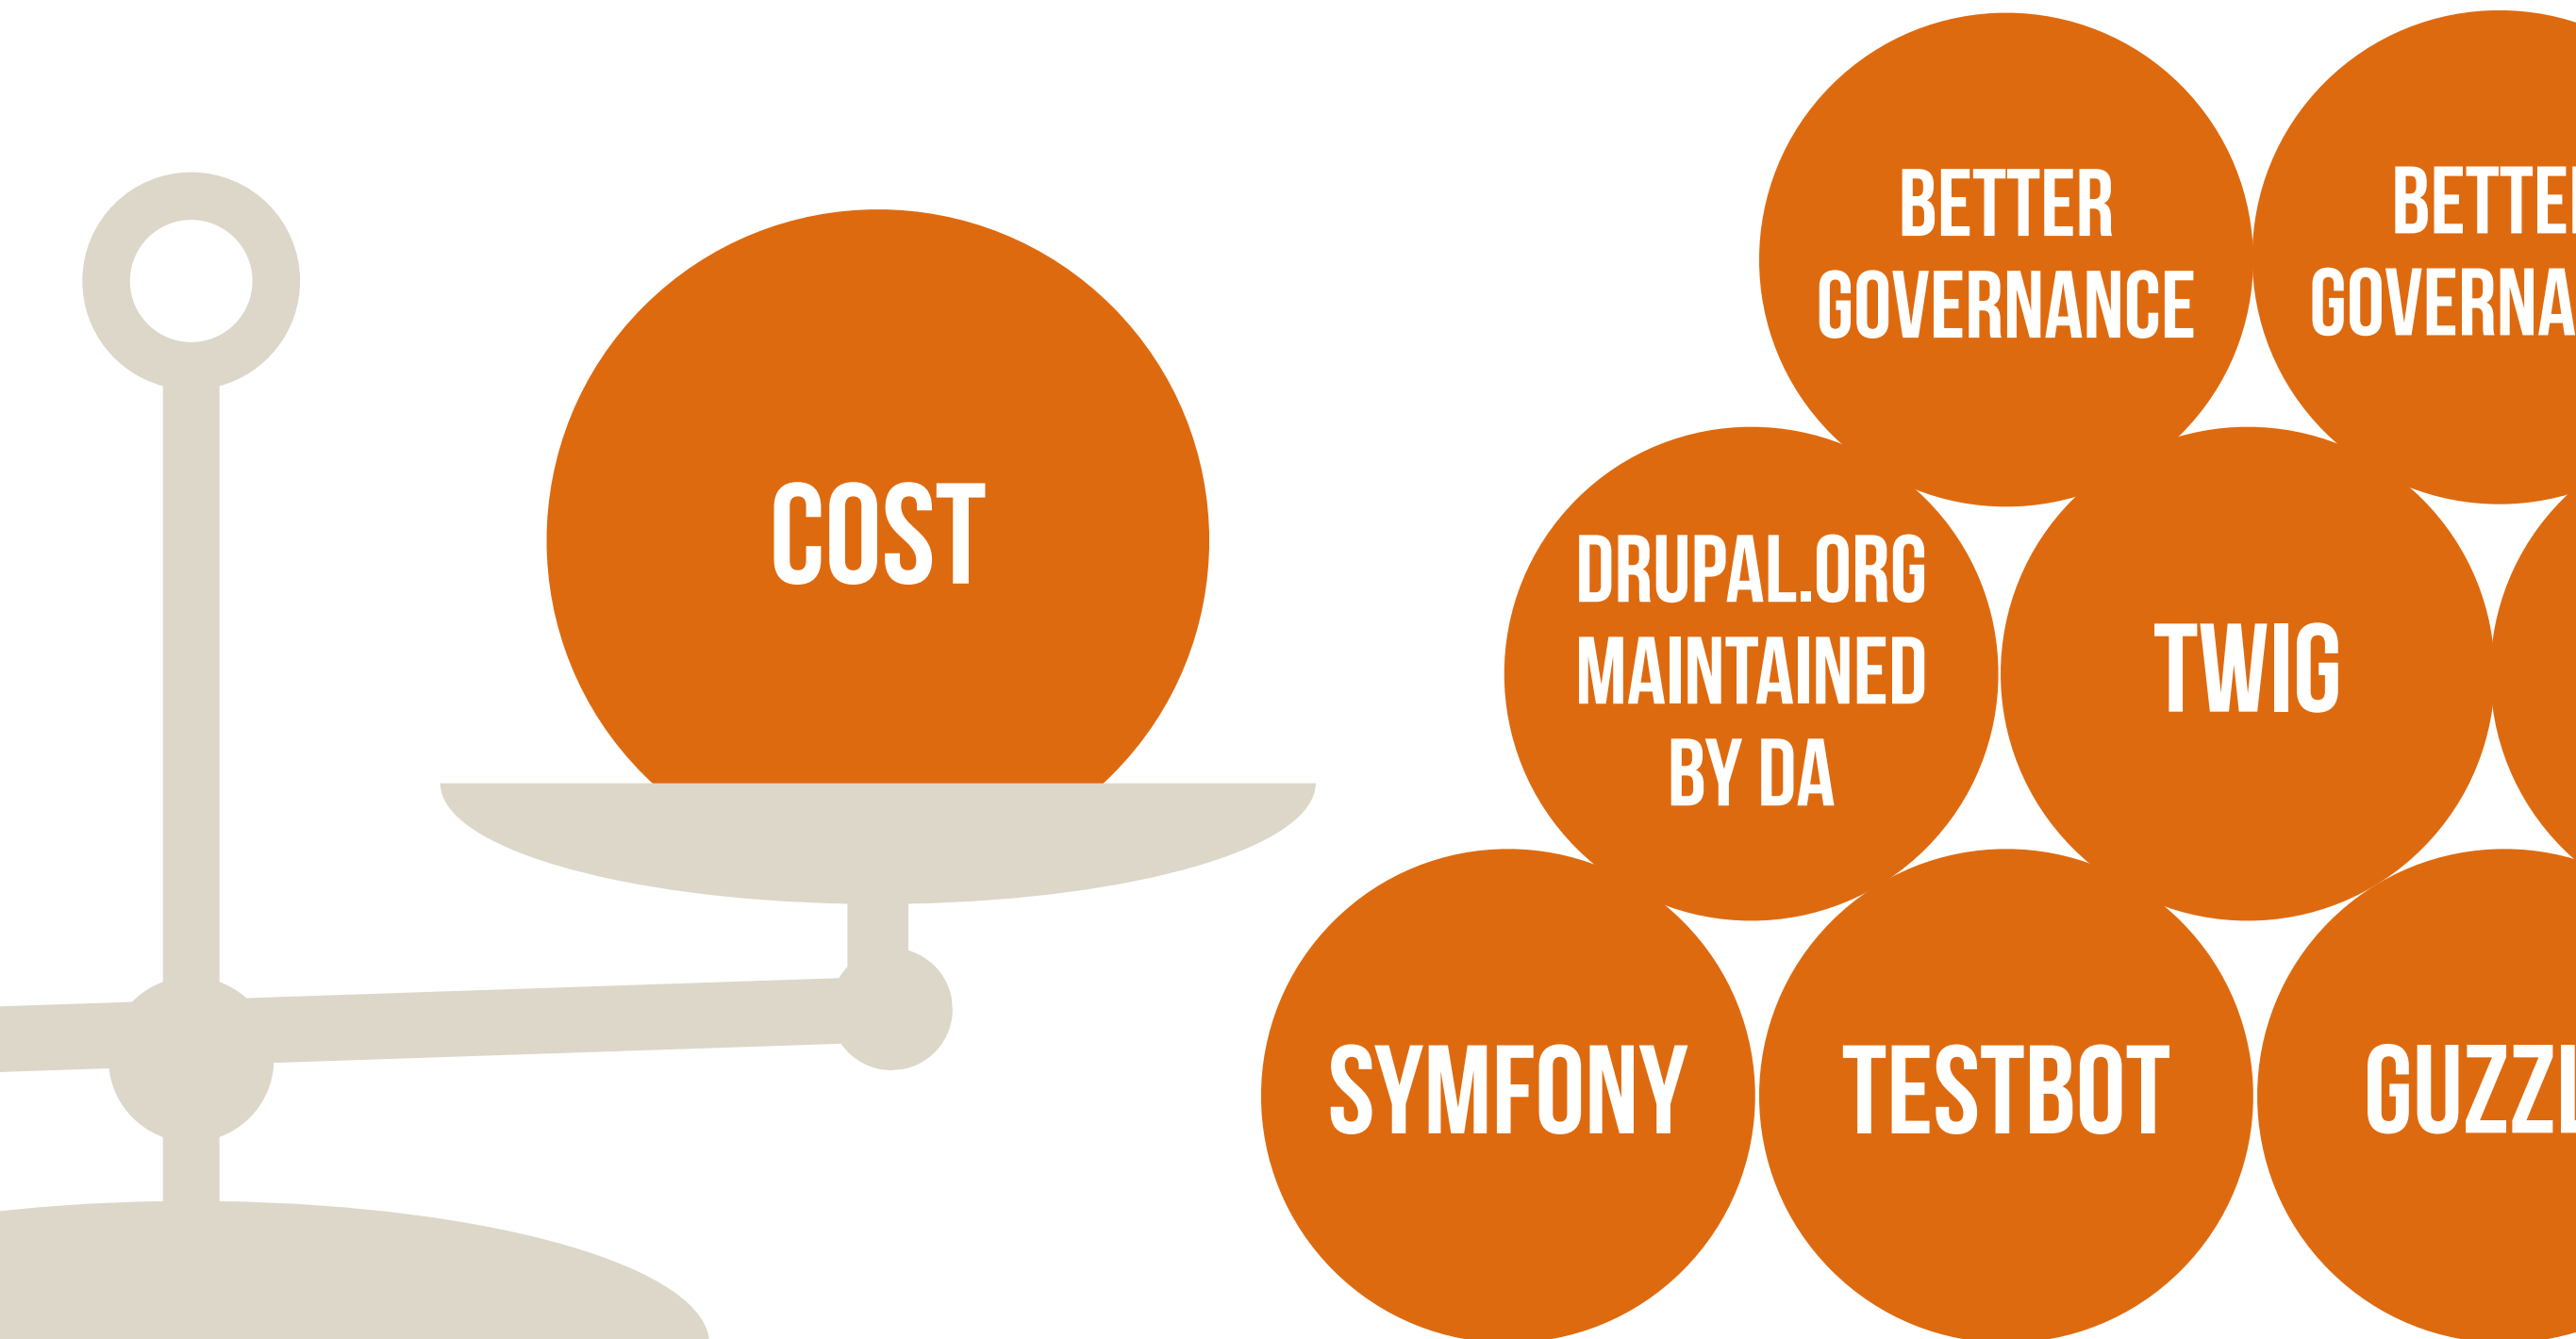 COST
BETTER
GOVERNANCE
DRUPAL.ORG
MAINTAINED
BY DA
TWIG
SYMFONY
TESTBOT